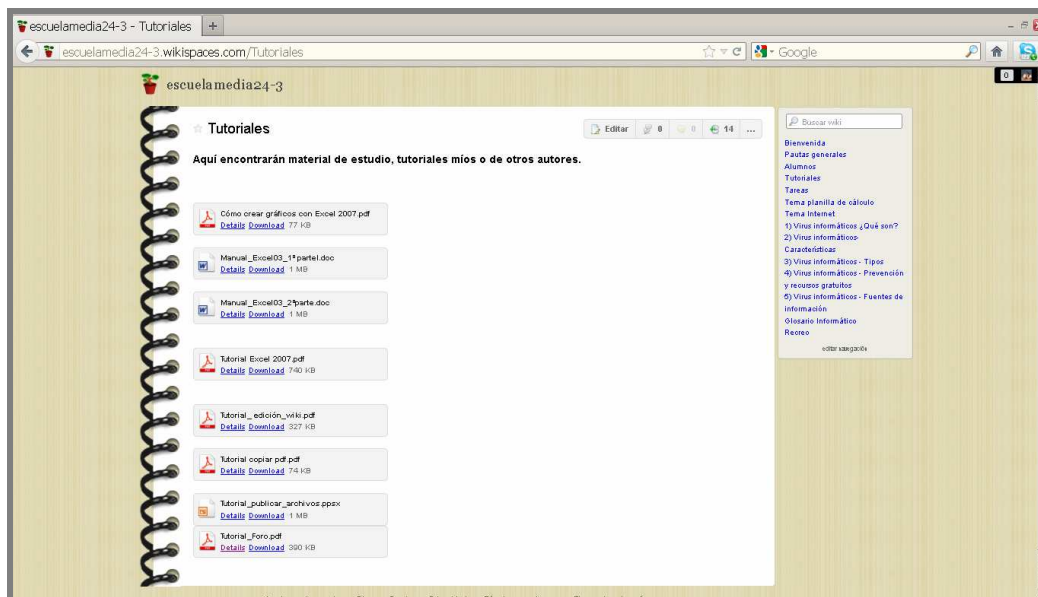 escuelamedia24-3 - Tutoriales
escuelamedia24-3.wikispaces.com/Tutoriales
Google
escuelamedia24-3
0
Tutoriales
Editar 0 0 14 ...
Aquí encontrarán material de estudio, tutoriales míos o de otros autores.
Cómo crear gráficos con Excel 2007.pdf
Details Download 77 KB
Manual_Excel03_1ª parteI.doc
Details Download 1 MB
Manual_Excel03_2ªparte.doc
Details Download 1 MB
Tutorial Excel 2007.pdf
Details Download 740 KB
Tutorial_ edición_wiki.pdf
Details Download 327 KB
Tutorial copiar pdf.pdf
Details Download 74 KB
Tutorial_publicar_archivos.ppsx
Details Download 1 MB
Tutorial_Foro.pdf
Details Download 390 KB
Buscar wiki
Bienvenida
Pautas generales
Alumnos
Tutoriales
Tareas
Tema planilla de cálculo
Tema Internet
1) Virus informáticos ¿Qué son?
2) Virus informáticos-
Características
3) Virus informáticos - Tipos
4) Virus informáticos - Prevención
y recursos gratuitos
5) Virus informáticos - Fuentes de
información
Glosario Informático
Recreo
editar navegación